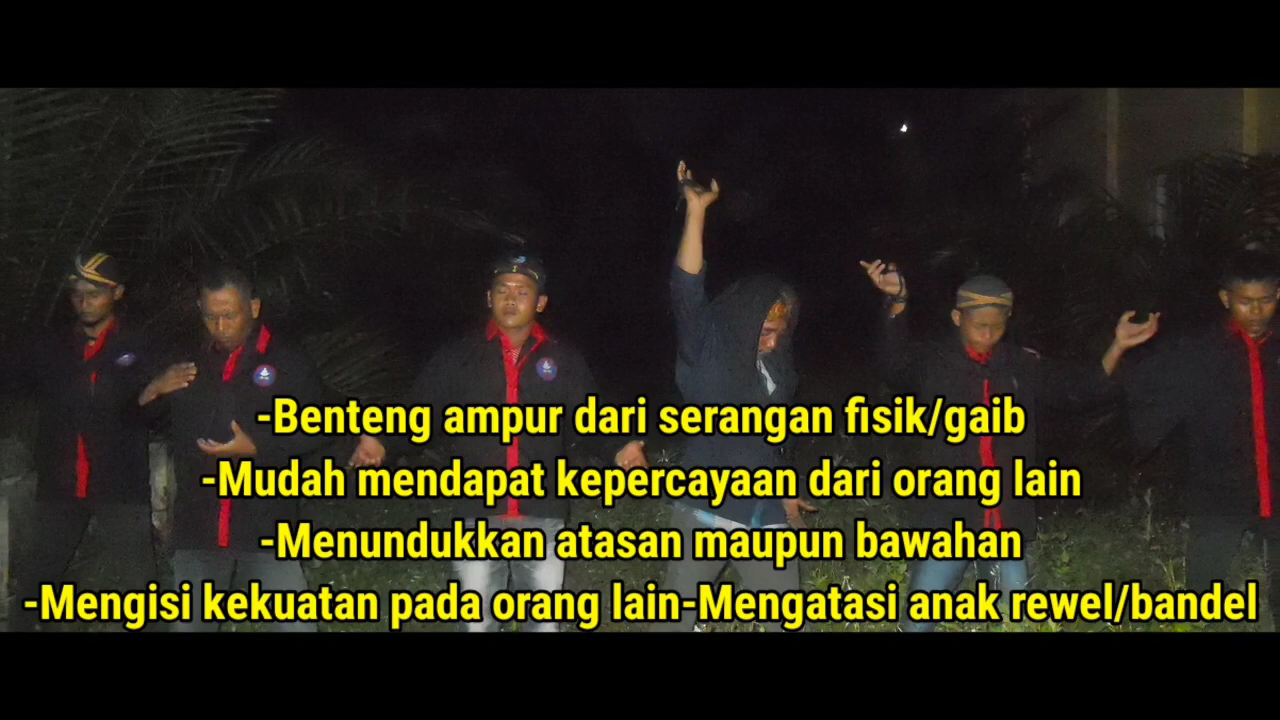 -Benteng ampur dari serangan fisik/gaib
-Mudah mendapat kepercayaan dari orang lain
-Menundukkan atasan maupun bawahan
-Mengisi kekuatan pada orang lain-Mengatasi anak rewel/bandel